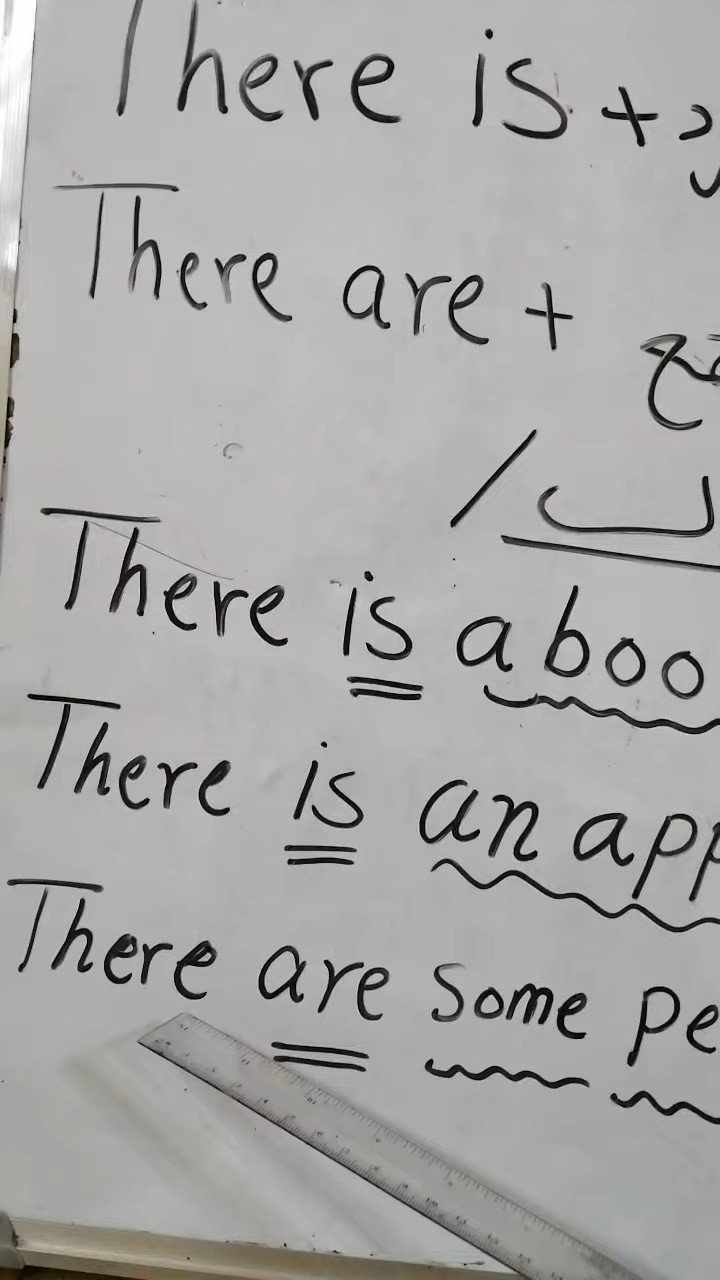 There is +
There are +
/
There is a boo
There is an app
There are some pe